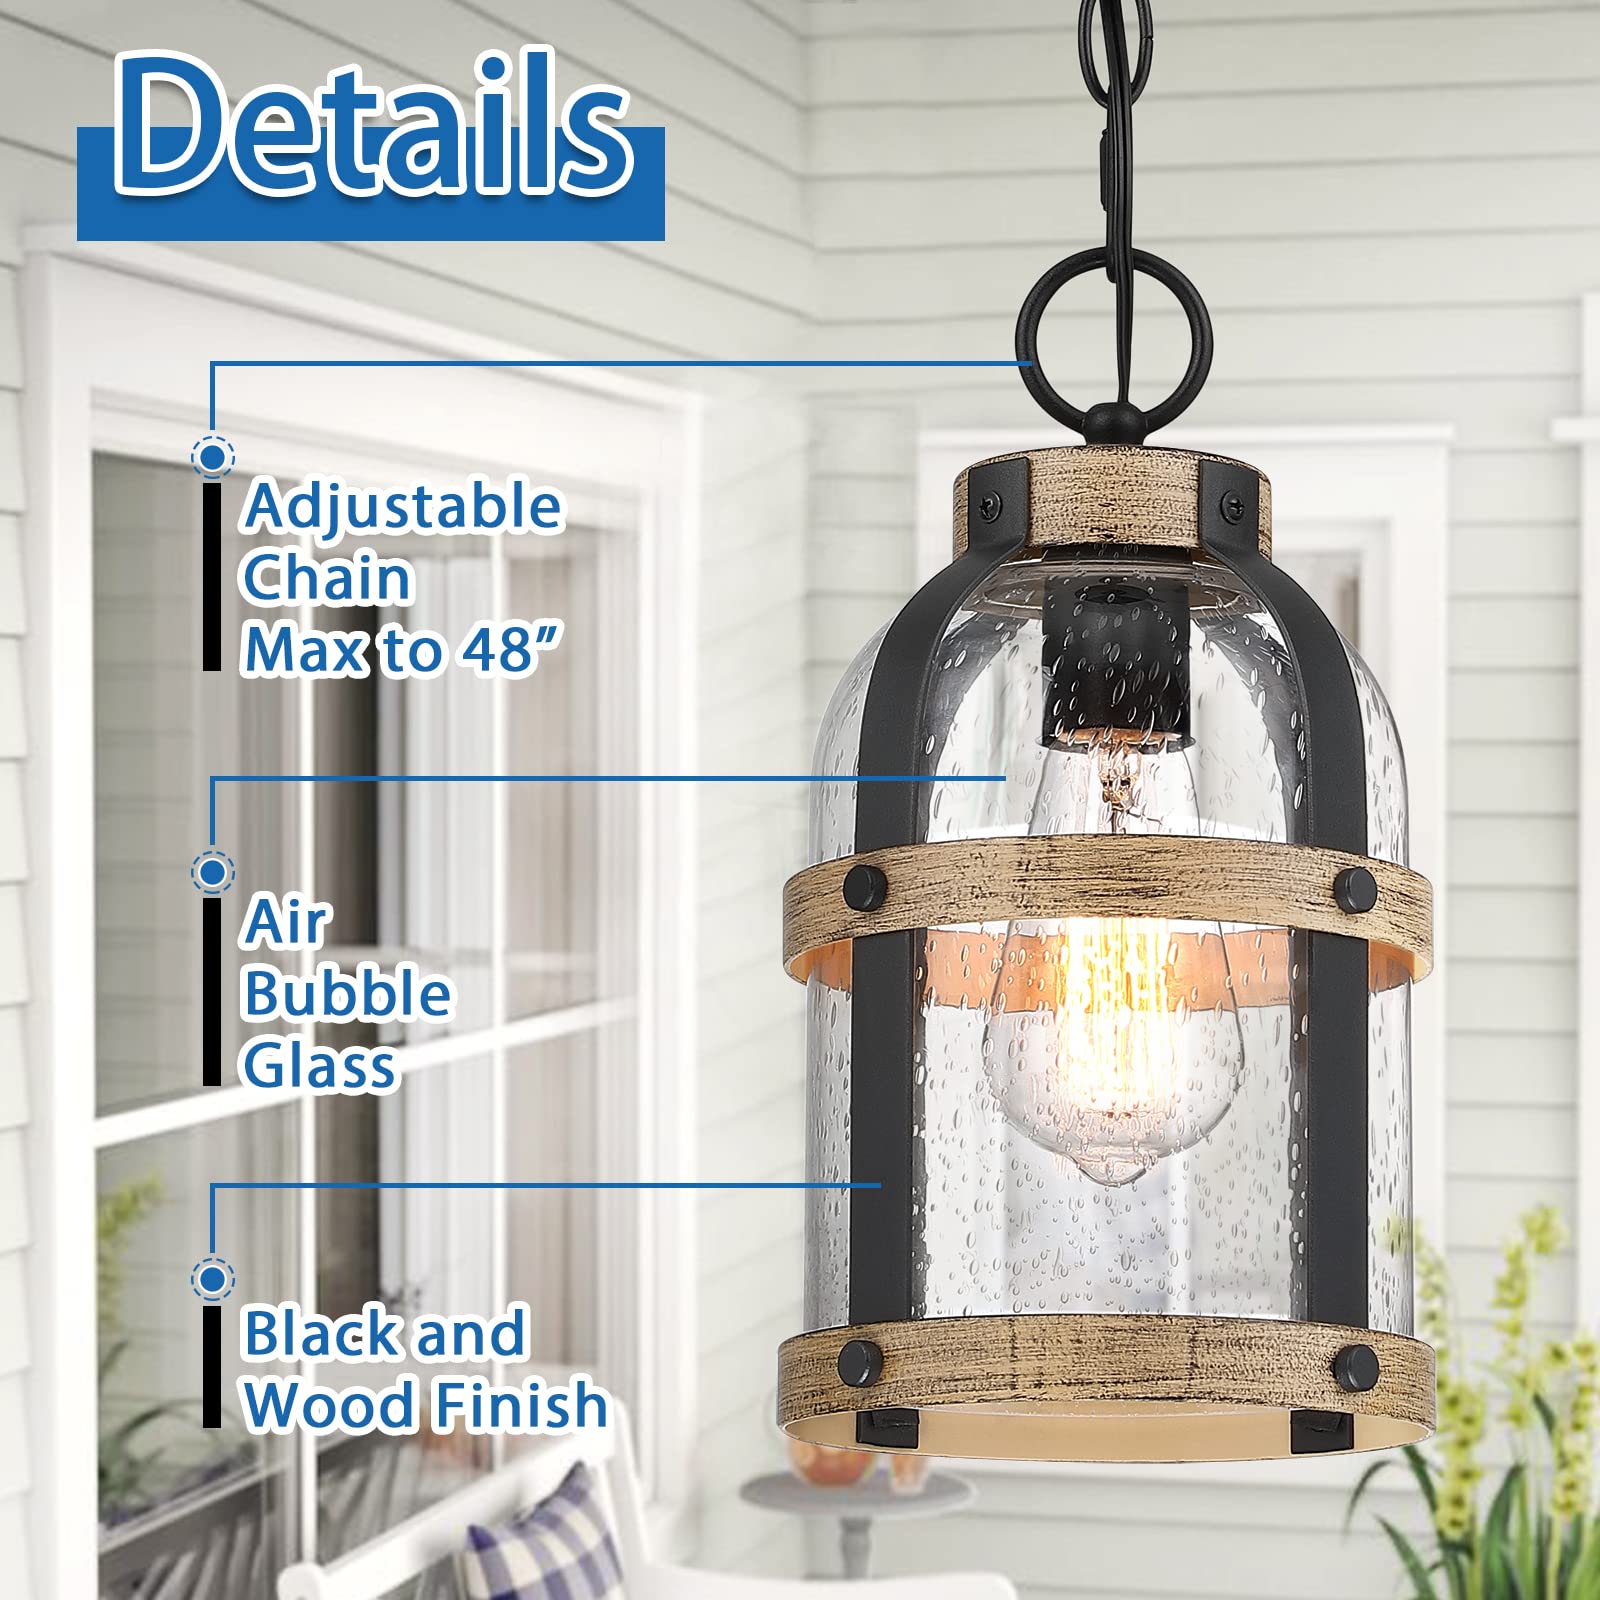 Details
Adjustable
Chain
Max to 48”
Air
Bubble
Glass
Black and
Wood Finish